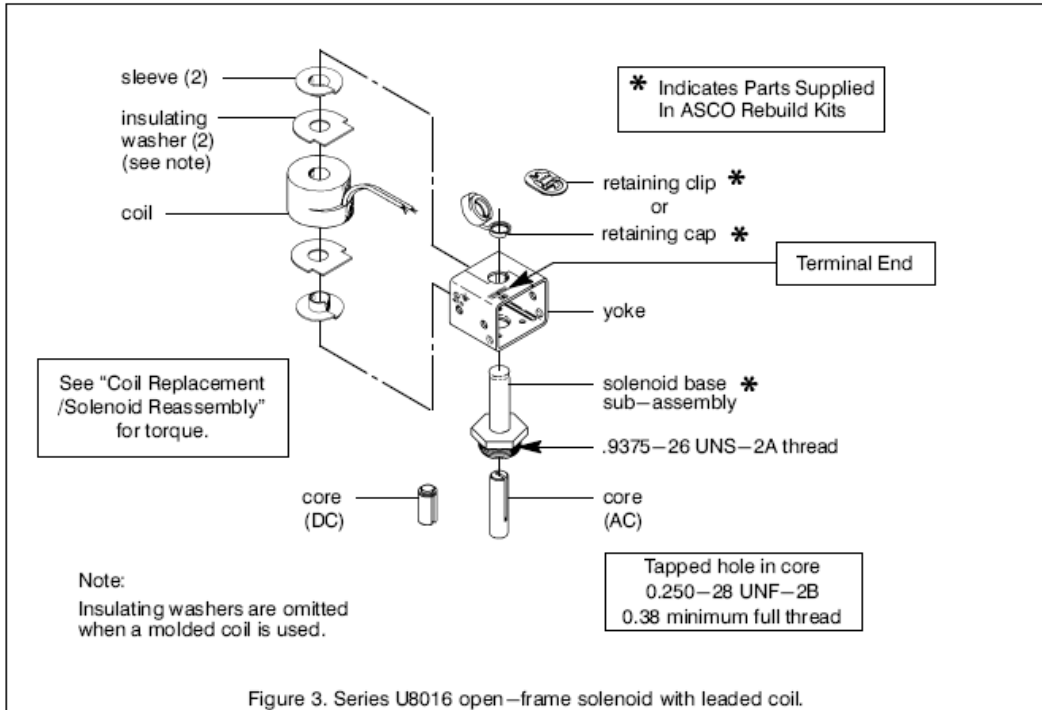 sleeve (2)
insulating
washer (2)
(see note)
coil
* Indicates Parts Supplied
In ASCO Rebuild Kits
retaining clip *
or
retaining cap *
Terminal End
yoke
See “Coil Replacement
/Solenoid Reassembly”
for torque.
solenoid base *
sub—assembly
.9375—26 UNS—2A thread
core
(DC)
core
(AC)
Note:
Insulating washers are omitted
when a molded coil is used.
Tapped hole in core
0.250—28 UNF—2B
0.38 minimum full thread
Figure 3. Series U8016 open—frame solenoid with leaded coil.